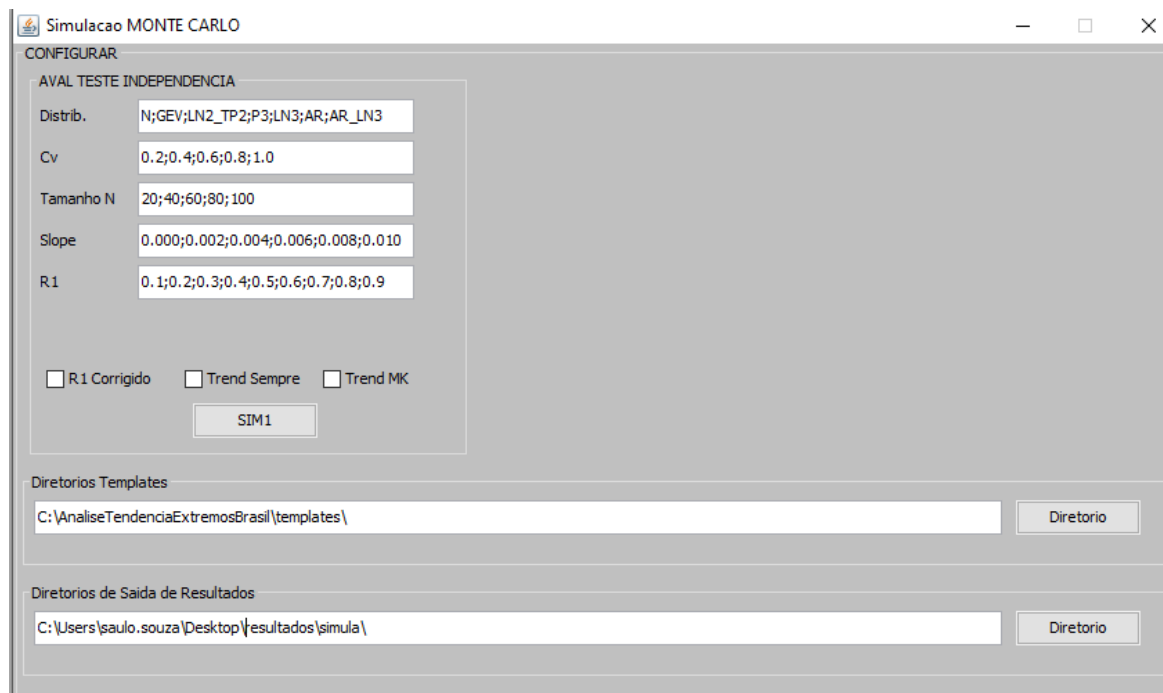 Simulacao MONTE CARLO
CONFIGURAR
AVAL TESTE INDEPENDENCIA
Distrib. N;GEV;LN2_TP2;P3;LN3;AR;AR_LN3
Cv 0.2;0.4;0.6;0.8;1.0
Tamanho N 20;40;60;80;100
Slope 0.000;0.002;0.004;0.006;0.008;0.010
R1 0.1;0.2;0.3;0.4;0.5;0.6;0.7;0.8;0.9
R1 Corrigido Trend Sempre Trend MK
SIM1
Diretorios Templates
C:\AnaliseTendenciaExtremosBrasil\templates\ Diretorio
Diretorios de Saida de Resultados
C:\Users\saulo.souza\Desktop\resultados\simula\ Diretorio